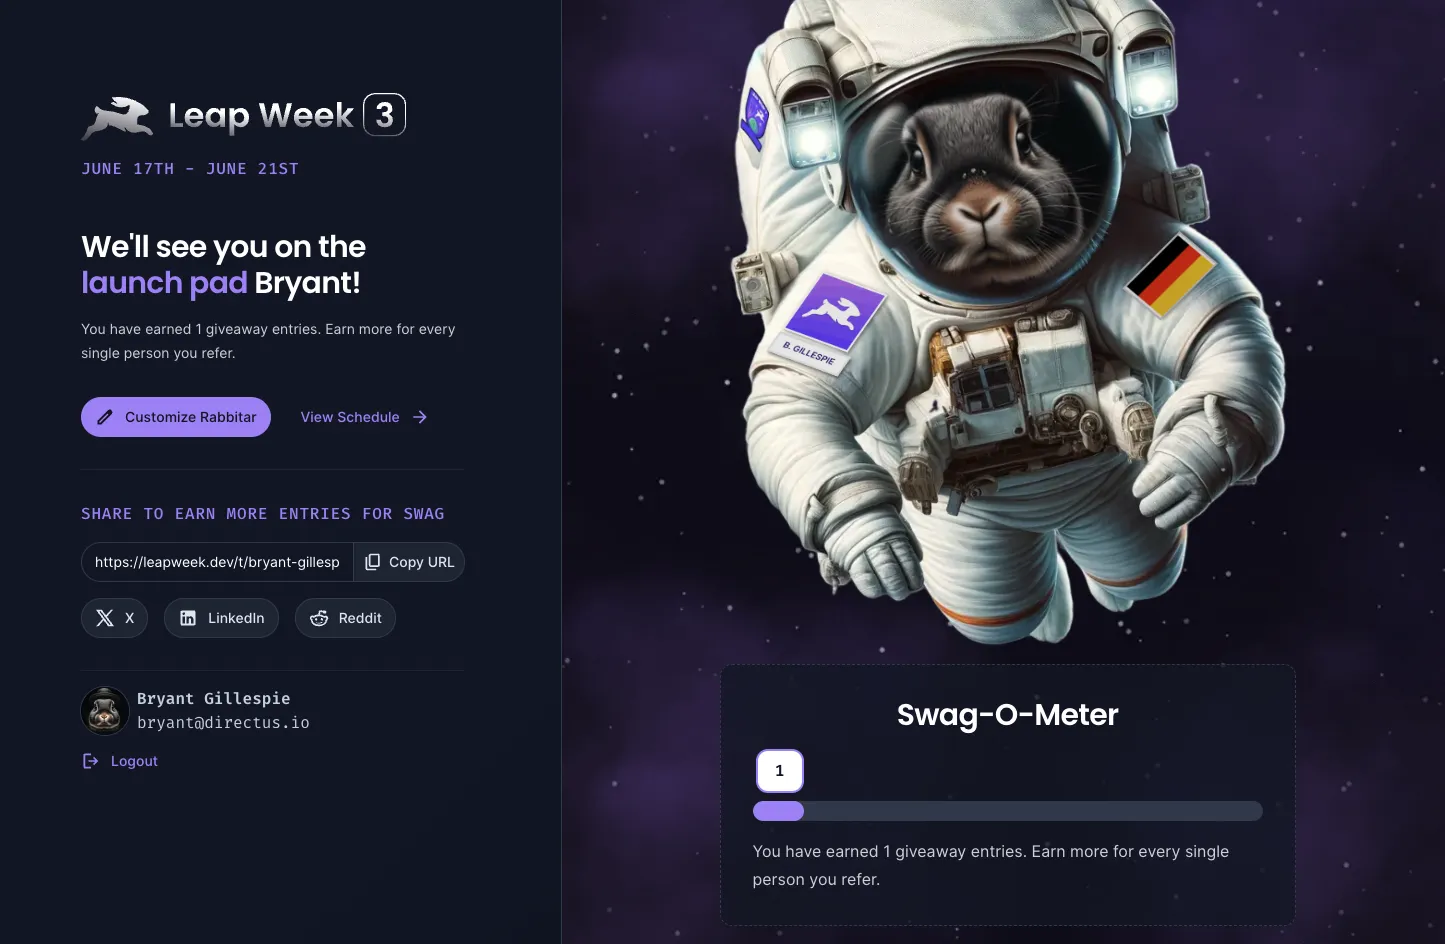 Leap Week 3
JUNE 17TH - JUNE 21ST
We'll see you on the
launch pad Bryant!
You have earned 1 giveaway entries. Earn more for every
single person you refer.
Customize Rabbitar
View Schedule
SHARE TO EARN MORE ENTRIES FOR SWAG
https://leapweek.dev/t/bryant-gillesp
Copy URL
X
LinkedIn
Reddit
Bryant Gillespie
bryant@directus.io
Logout
B. GILLESPIE
Swag-O-Meter
1
You have earned 1 giveaway entries. Earn more for every single
person you refer.